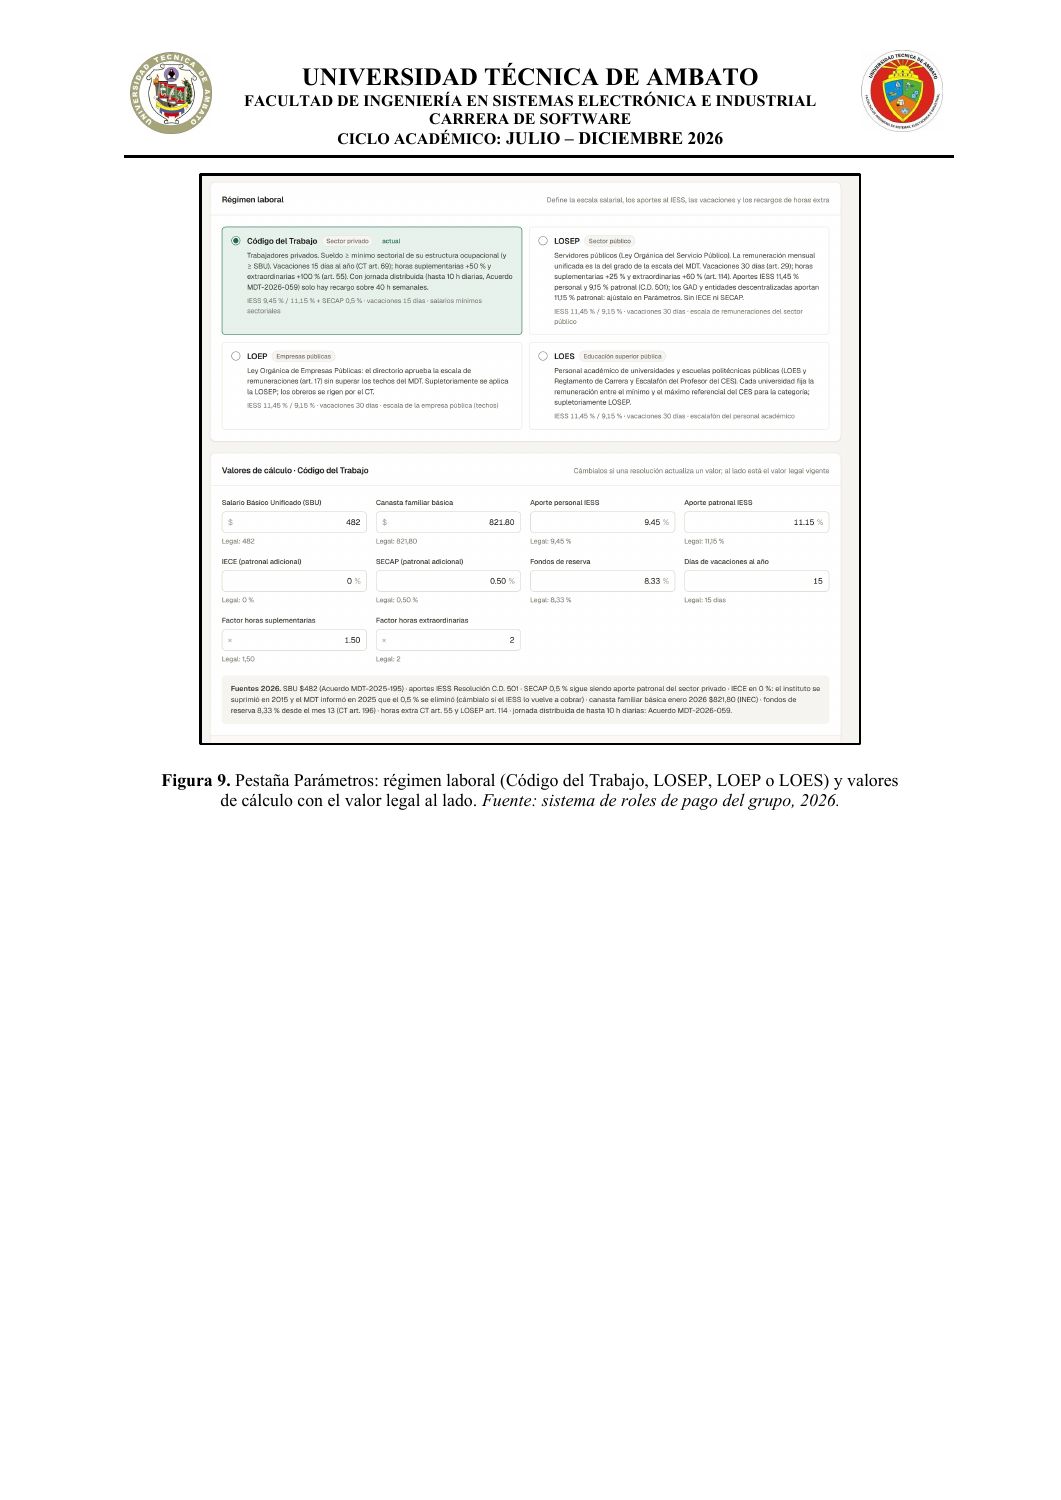 UNIVERSIDAD TÉCNICA DE AMBATO
FACULTAD DE INGENIERÍA EN SISTEMAS ELECTRÓNICA E INDUSTRIAL
CARRERA DE SOFTWARE
CICLO ACADÉMICO: JULIO – DICIEMBRE 2026
UNIVERSIDAD TECNICA DE AMBATO
Régimen laboral
Define la escala salarial, los aportes al IESS, las vacaciones y los recargos de horas extra
Código del Trabajo Sector privado actual
Trabajadores privados. Sueldo ≥ mínimo sectorial de su estructura ocupacional (y
≥ SBU). Vacaciones 15 días al año (CT art. 69); horas suplementarias +50 % y
extraordinarias +100 % (art. 55). Con jornada distribuida (hasta 10 h diarias, Acuerdo
MDT-2026-059) solo hay recargo sobre 40 h semanales.
IESS 9,45 % / 11,15 % + SECAP 0,5 % · vacaciones 15 días · salarios mínimos
sectoriales
LOSEP Sector público
Servidores públicos (Ley Orgánica del Servicio Público). La remuneración mensual
unificada es la del grado de la escala del MDT. Vacaciones 30 días (art. 29); horas
suplementarias +25 % y extraordinarias +60 % (art. 114). Aportes IESS 11,45 %
personal y 9,15 % patronal (C.D. 501); los GAD y entidades descentralizadas aportan
11,15 % patronal: ajústalo en Parámetros. Sin IECE ni SECAP.
IESS 11,45 % / 9,15 % · vacaciones 30 días · escala de remuneraciones del sector
público
LOEP Empresas públicas
Ley Orgánica de Empresas Públicas: el directorio aprueba la escala de
remuneraciones (art. 17) sin superar los techos del MDT. Supletoriamente se aplica
la LOSEP; los obreros se rigen por el CT.
IESS 11,45 % / 9,15 % · vacaciones 30 días · escala de la empresa pública (techos)
LOES Educación superior pública
Personal académico de universidades y escuelas politécnicas públicas (LOES y
Reglamento de Carrera y Escalafón del Profesor del CES). Cada universidad fija la
remuneración entre el mínimo y el máximo referencial del CES para la categoría;
supletoriamente LOSEP.
IESS 11,45 % / 9,15 % · vacaciones 30 días · escalafón del personal académico
Valores de cálculo · Código del Trabajo
Cámbialos si una resolución actualiza un valor; al lado está el valor legal vigente
Salario Básico Unificado (SBU) Canasta familiar básica Aporte personal IESS Aporte patronal IESS
$ 482 $ 821.80 9.45 % 11.15 %
Legal: 482 Legal: 821,80 Legal: 9,45 % Legal: 11,15 %
IECE (patronal adicional) SECAP (patronal adicional) Fondos de reserva Días de vacaciones al año
0 % 0.50 % 8.33 % 15
Legal: 0 % Legal: 0,50 % Legal: 8,33 % Legal: 15 días
Factor horas suplementarias Factor horas extraordinarias
× 1.50 × 2
Legal: 1,50 Legal: 2
Fuentes 2026. SBU $482 (Acuerdo MDT-2025-195) · aportes IESS Resolución C.D. 501 · SECAP 0,5 % sigue siendo aporte patronal del sector privado · IECE en 0 %: el instituto se
suprimió en 2015 y el MDT informó en 2025 que el 0,5 % se eliminó (cámbialo si el IESS lo vuelve a cobrar) · canasta familiar básica enero 2026 $821,80 (INEC) · fondos de
reserva 8,33 % desde el mes 13 (CT art. 196) · horas extra CT art. 55 y LOSEP art. 114 · jornada distribuida de hasta 10 h diarias: Acuerdo MDT-2026-059.
Figura 9. Pestaña Parámetros: régimen laboral (Código del Trabajo, LOSEP, LOEP o LOES) y valores
de cálculo con el valor legal al lado. Fuente: sistema de roles de pago del grupo, 2026.